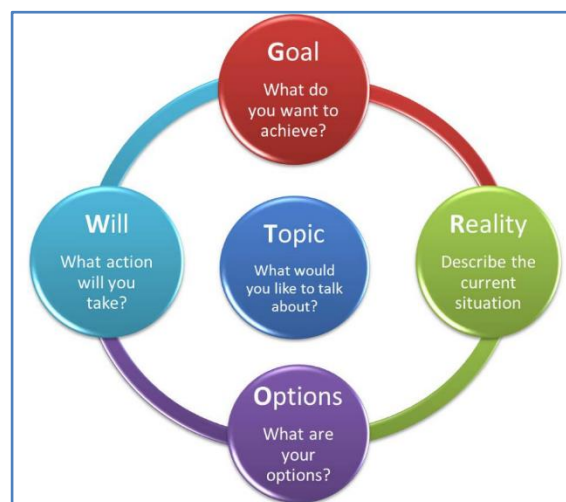 Goal
What do
you want to
achieve?
Will
What action
will you
take?
Topic
What would
you like to talk
about?
Reality
Describe the
current
situation
Options
What are
your
options?